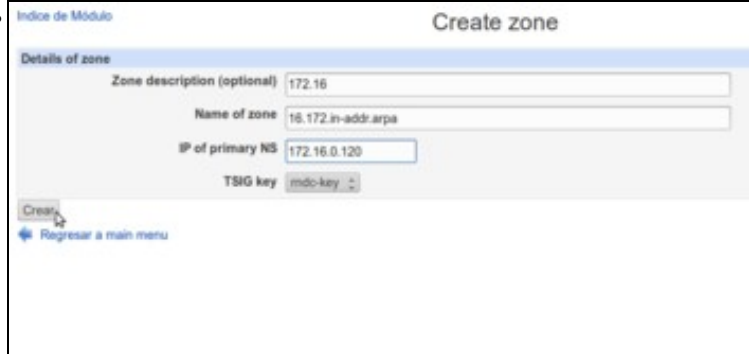 Indice de Módulo
Create zone
Details of zone
Zone description (optional) 172.16
Name of zone 16.172.in-addr.arpa
IP of primary NS 172.16.0.120
TSIG key rndc-key
Crear
Regresar a main menu